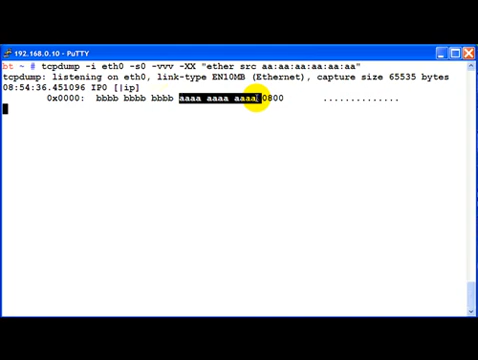 192.168.0.10 - PuTTY
bt ~ # tcpdump -i eth0 -s0 -vvv -XX "ether src aa:aa:aa:aa:aa:aa"
tcpdump: listening on eth0, link-type EN10MB (Ethernet), capture size 65535 bytes
08:54:36.451096 IP0 [|ip]
0x0000: bbbb bbbb bbbb aaaa aaaa aaaa 0800 ..............